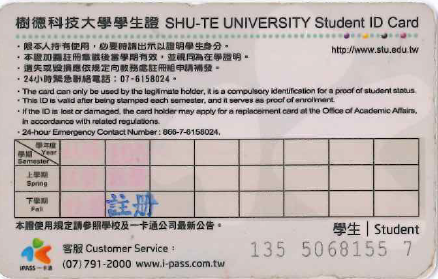 樹德科技大學學生證 SHU-TE UNIVERSITY Student ID Card
・限本人持有使用，必要時請出示以證明學生身分。
http://www.stu.edu.tw
・本證加蓋註冊章戳後當學期有效，並視同為在學證明。
・遺失或毀損應依規定向教務處註冊組申請補發。
・24小時緊急聯絡電話：07-6158024。
・The card can only be used by the legitimate holder, it is a compulsory identification for a proof of student status.
・This ID is valid after being stamped each semester, and it serves as proof of enrollment.
・If the ID is lost or damaged, the card holder may apply for a replacement card at the Office of Academic Affairs,
in accordance with related regulations.
・24-hour Emergency Contact Number : 886-7-6158024.
學年度
Year
學期
Semester
上學期
Spring
下學期
Fall
註册
本證使用規定請參照學校及一卡通公司最新公告。
學生 | Student
iPASS 一卡通
客服 Customer Service：
(07)791-2000 www.i-pass.com.tw
135 5068155 7